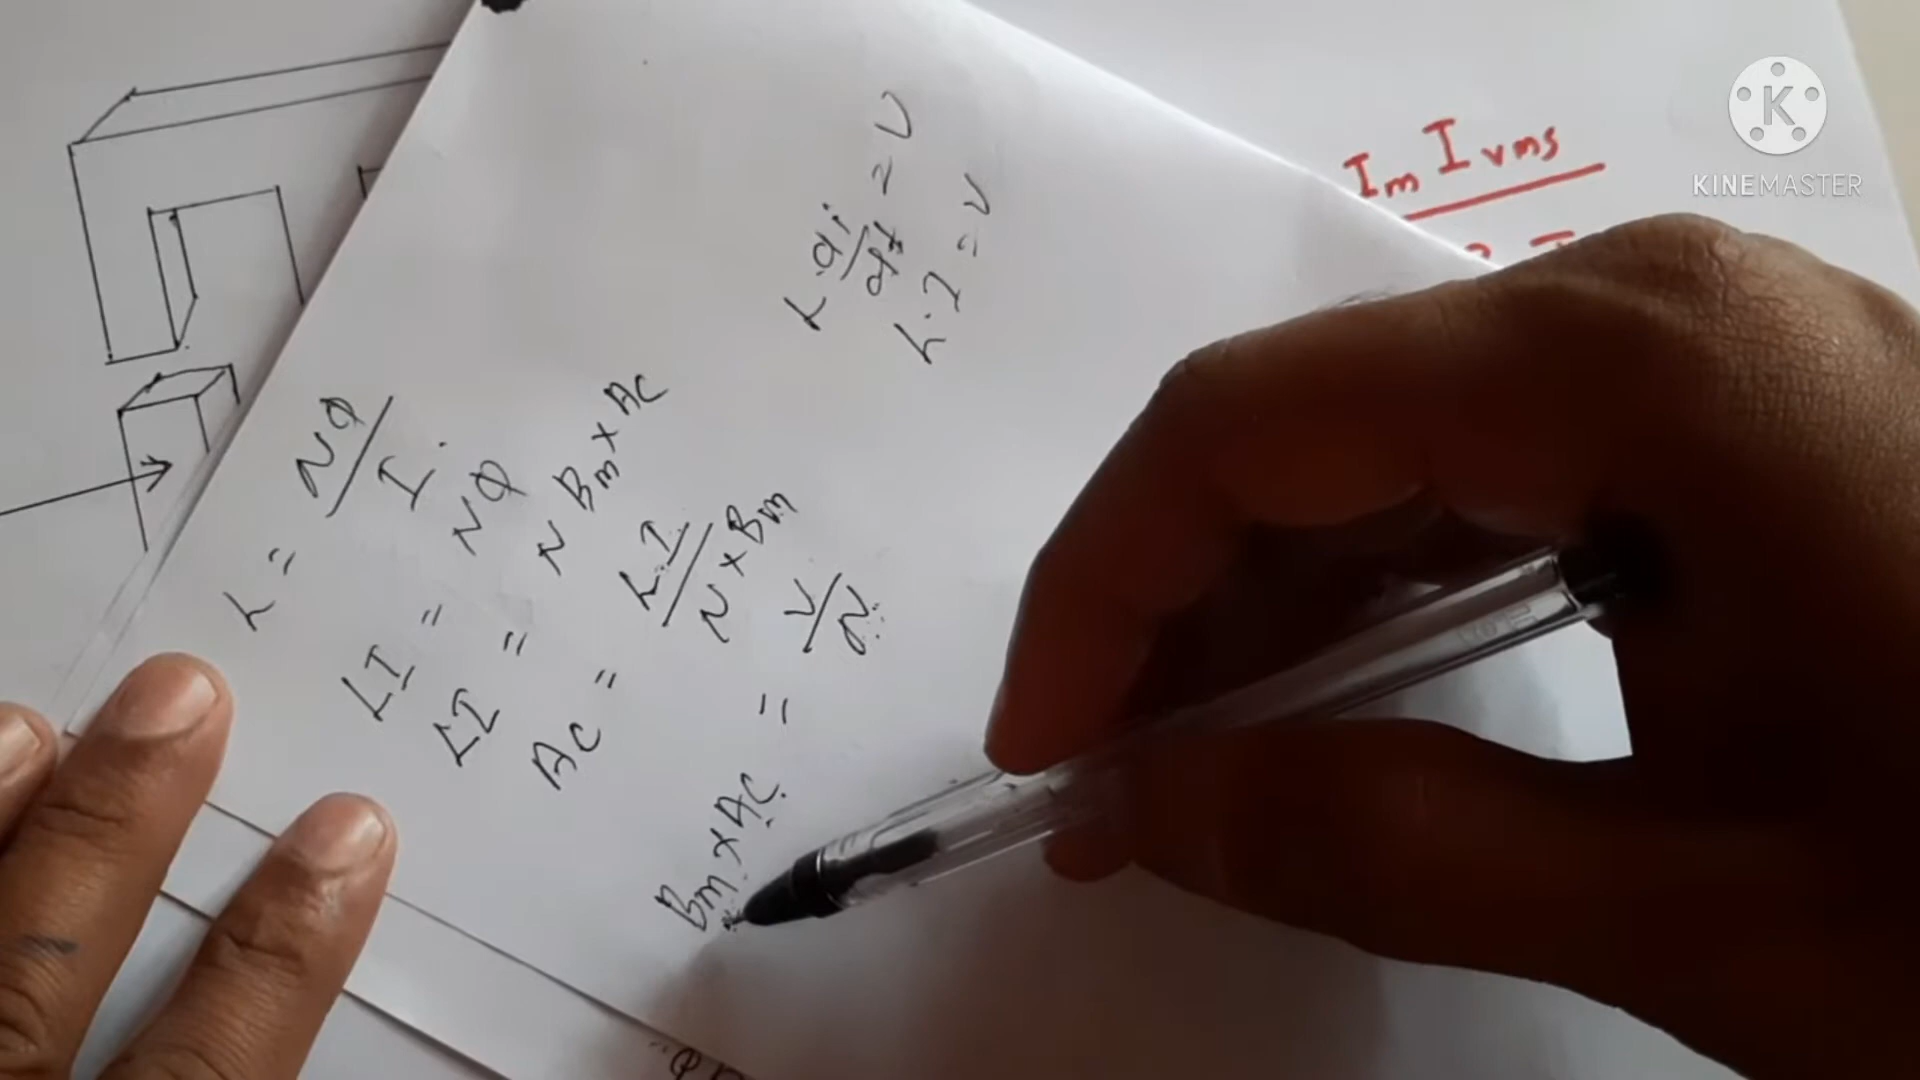 L = NΦ/I.
LI = NΦ
LI = N Bm × Ac
Ac = L.I/N × Bm
Bm × Ac = V/N
L.di/dt = V
L.I = V
Im Irms
KINEMASTER